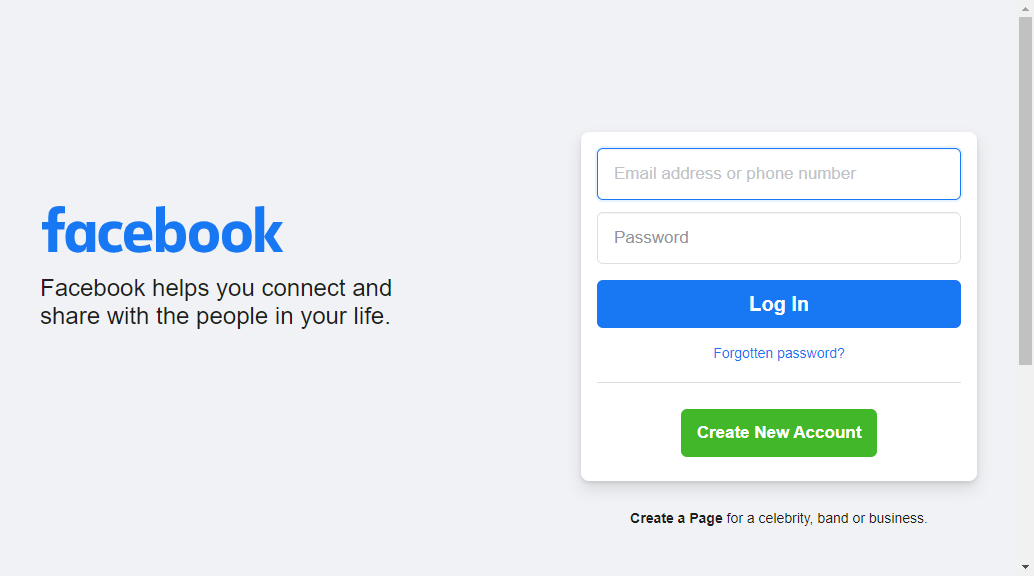 facebook
Facebook helps you connect and
share with the people in your life.
Email address or phone number
Password
Log In
Forgotten password?
Create New Account
Create a Page for a celebrity, band or business.